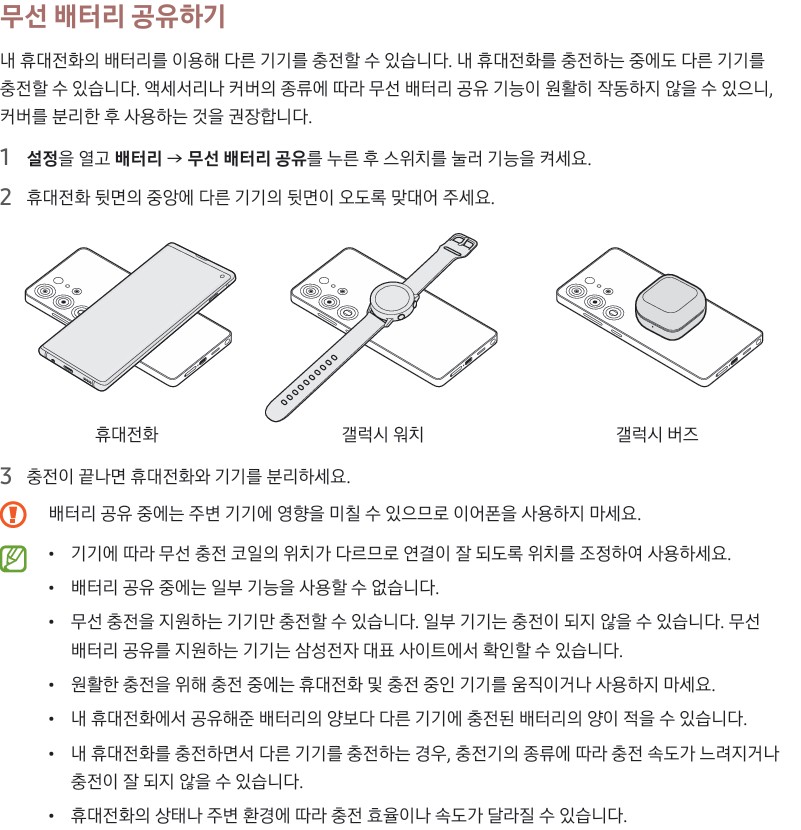 무선 배터리 공유하기
내 휴대전화의 배터리를 이용해 다른 기기를 충전할 수 있습니다. 내 휴대전화를 충전하는 중에도 다른 기기를
충전할 수 있습니다. 액세서리나 커버의 종류에 따라 무선 배터리 공유 기능이 원활히 작동하지 않을 수 있으니,
커버를 분리한 후 사용하는 것을 권장합니다.
1 설정을 열고 배터리 → 무선 배터리 공유를 누른 후 스위치를 눌러 기능을 켜세요.
2 휴대전화 뒷면의 중앙에 다른 기기의 뒷면이 오도록 맞대어 주세요.
휴대전화 갤럭시 워치 갤럭시 버즈
3 충전이 끝나면 휴대전화와 기기를 분리하세요.
배터리 공유 중에는 주변 기기에 영향을 미칠 수 있으므로 이어폰을 사용하지 마세요.
• 기기에 따라 무선 충전 코일의 위치가 다르므로 연결이 잘 되도록 위치를 조정하여 사용하세요.
• 배터리 공유 중에는 일부 기능을 사용할 수 없습니다.
• 무선 충전을 지원하는 기기만 충전할 수 있습니다. 일부 기기는 충전이 되지 않을 수 있습니다. 무선
배터리 공유를 지원하는 기기는 삼성전자 대표 사이트에서 확인할 수 있습니다.
• 원활한 충전을 위해 충전 중에는 휴대전화 및 충전 중인 기기를 움직이거나 사용하지 마세요.
• 내 휴대전화에서 공유해준 배터리의 양보다 다른 기기에 충전된 배터리의 양이 적을 수 있습니다.
• 내 휴대전화를 충전하면서 다른 기기를 충전하는 경우, 충전기의 종류에 따라 충전 속도가 느려지거나
충전이 잘 되지 않을 수 있습니다.
• 휴대전화의 상태나 주변 환경에 따라 충전 효율이나 속도가 달라질 수 있습니다.